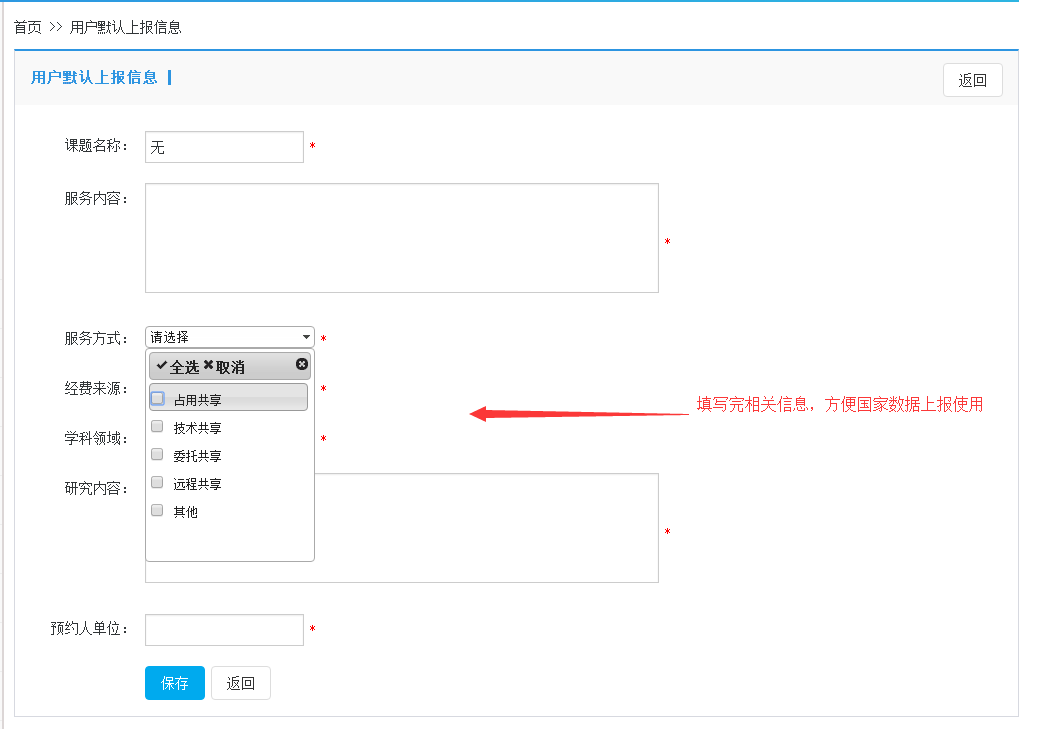 首页 >> 用户默认上报信息
用户默认上报信息
返回
课题名称： 无 *
服务内容： *
服务方式： 请选择 *
全选 取消
经费来源： *
占用共享
技术共享
学科领域： *
委托共享
远程共享
研究内容： *
其他
填写完相关信息，方便国家数据上报使用
预约人单位： *
保存 返回